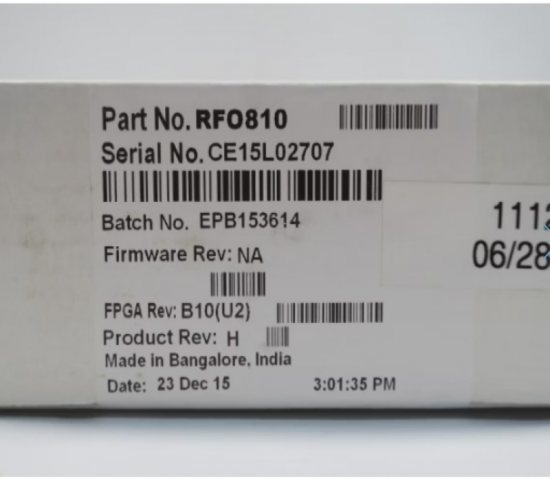 Part No. RFO810
Serial No. CE15L02707
Batch No. EPB153614
1112
Firmware Rev: NA
06/28
FPGA Rev: B10(U2)
Product Rev: H
Made in Bangalore, India
Date: 23 Dec 15 3:01:35 PM